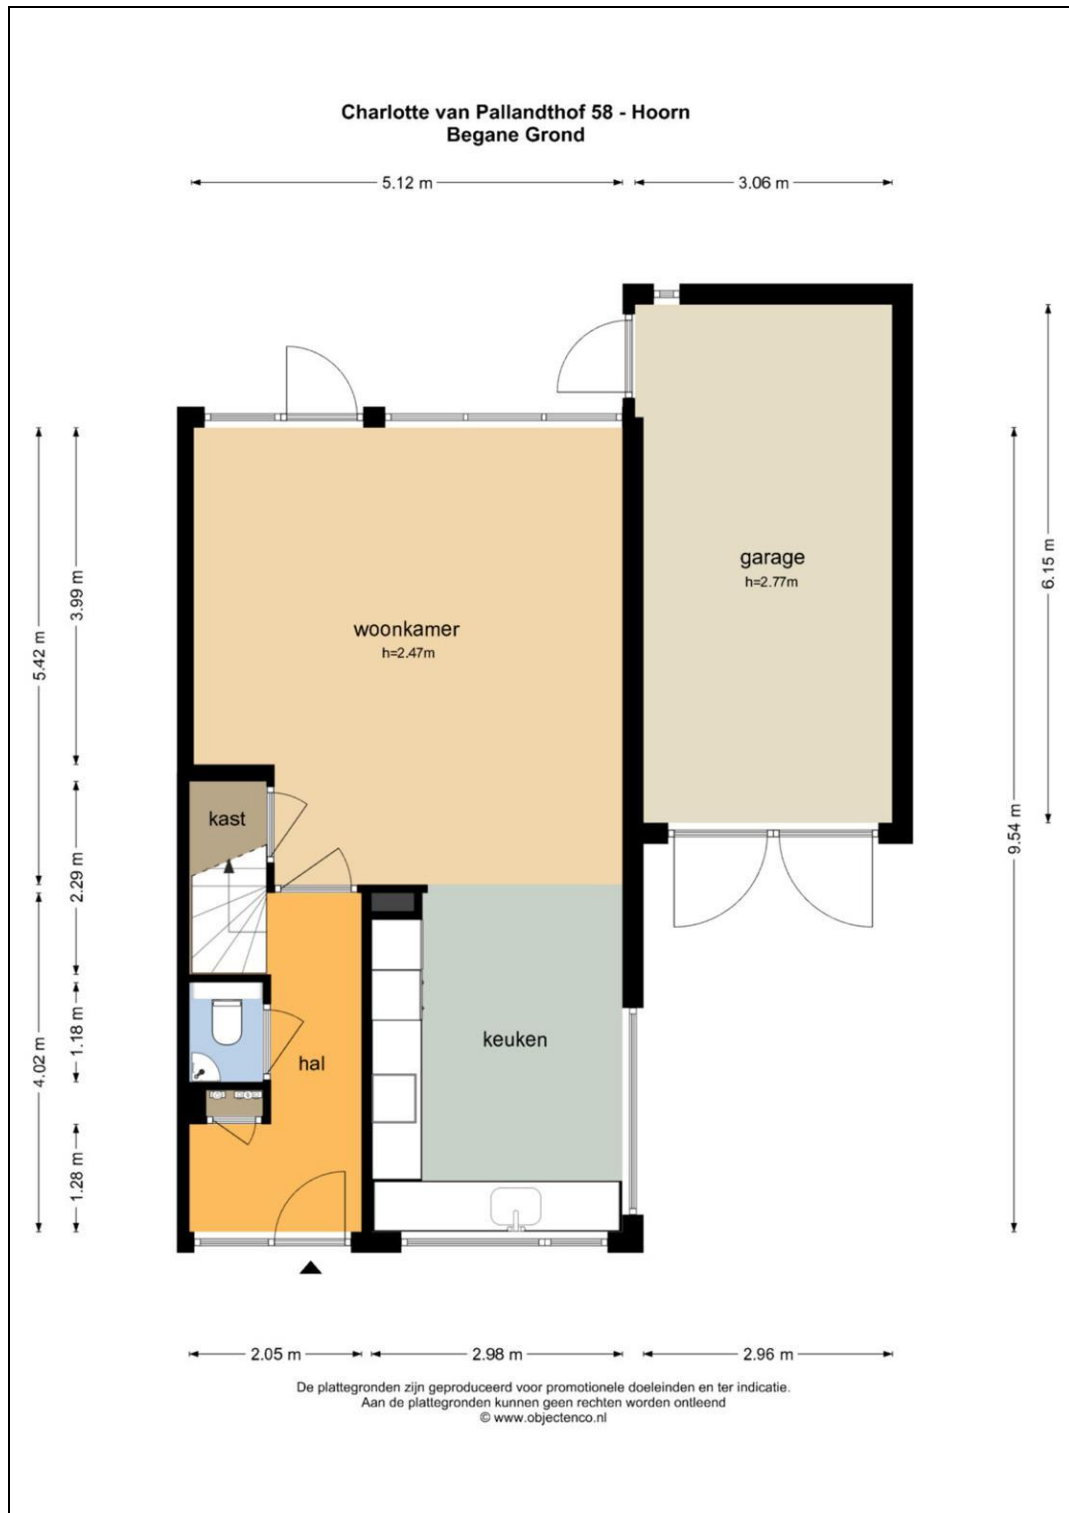 Charlotte van Pallandthof 58 - Hoorn
Begane Grond
5.12 m
3.06 m
garage
h=2.77m
6.15 m
woonkamer
h=2.47m
3.99 m
5.42 m
kast
9.54 m
2.29 m
keuken
hal
1.18 m
4.02 m
1.28 m
2.05 m
2.98 m
2.96 m
De plattegronden zijn geproduceerd voor promotionele doeleinden en ter indicatie.
Aan de plattegronden kunnen geen rechten worden ontleend
© www.objectenco.nl